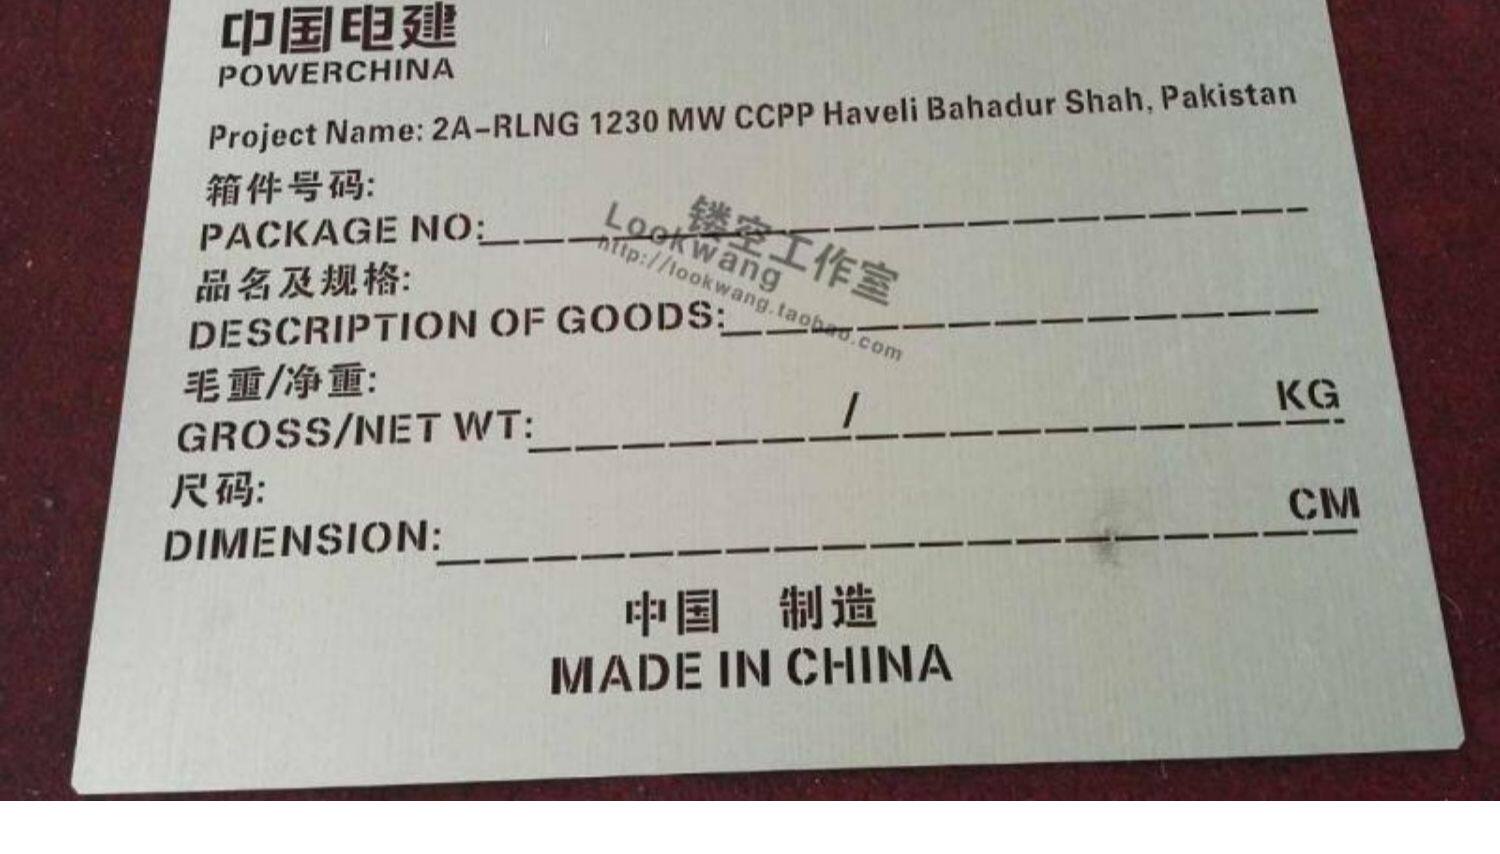 中国电建
POWERCHINA
Project Name: 2A-RLNG 1230 MW CCPP Haveli Bahadur Shah, Pakistan
箱件号码:
PACKAGE NO:
镂空工作室
Lookwang
http://lookwang.taobao.com
品名及规格:
DESCRIPTION OF GOODS:
毛重/净重:
GROSS/NET WT: / KG
尺码:
DIMENSION: CM
中国 制造
MADE IN CHINA